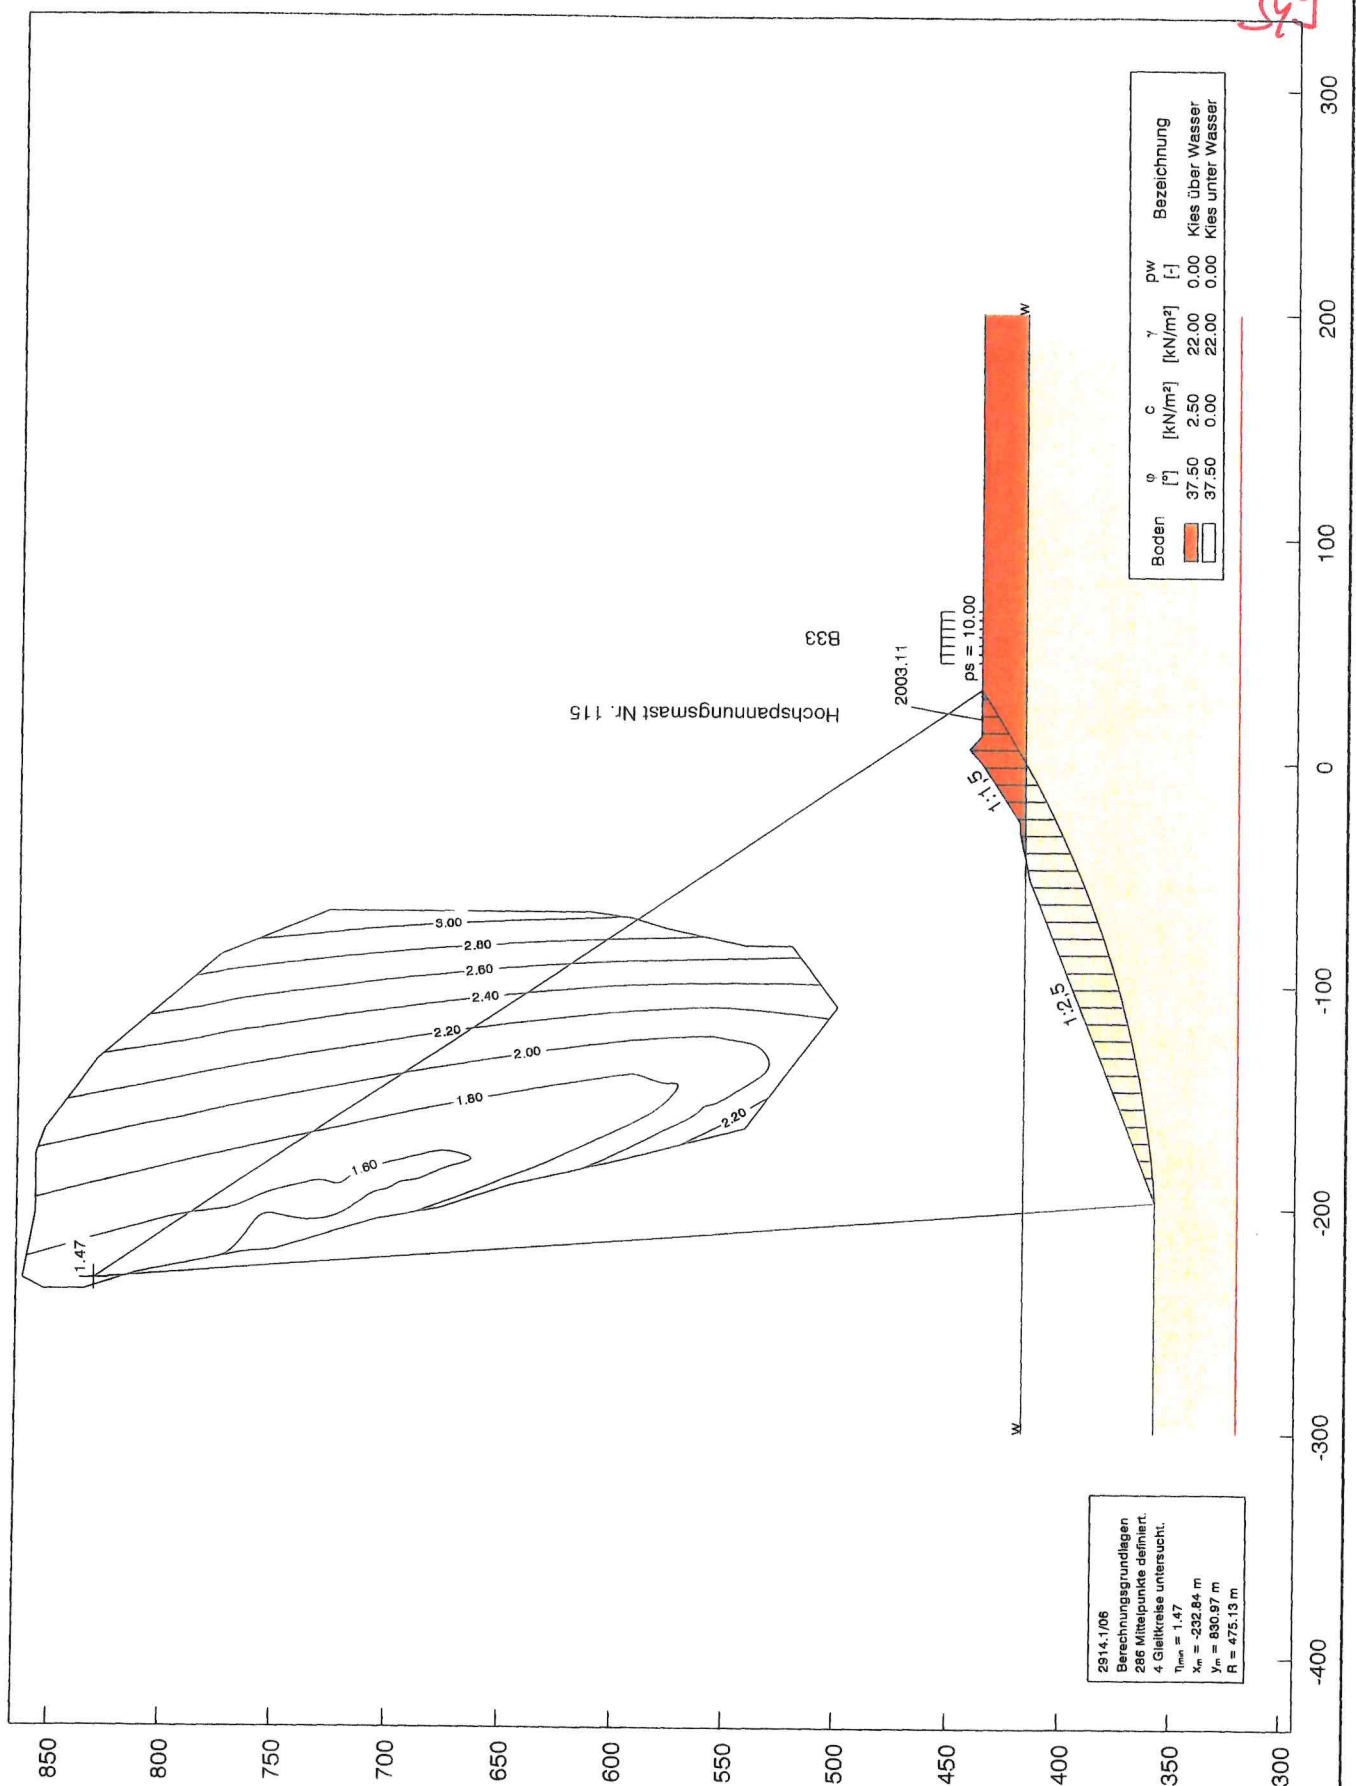 850
800
750
700
650
600
550
500
450
400
350
300
-400
-300
-200
-100
0
100
200
300
1.47
3.00
2.80
2.60
2.40
2.20
2.00
1.80
1.60
2.20
Hochspannungsmast Nr. 115
B33
2003.11
ps = 10.00
1:1,5
1:2,5
w
w
Boden φ c γ pw Bezeichnung
[°] [kN/m²] [kN/m²] [-]
37.50 2.50 22.00 0.00 Kies über Wasser
37.50 0.00 22.00 0.00 Kies unter Wasser
2914.1/06
Berechnungsgrundlagen
286 Mittelpunkte definiert.
4 Gleitkreise untersucht.
ηmin = 1.47
xm = -232.84 m
ym = 830.97 m
R = 475.13 m